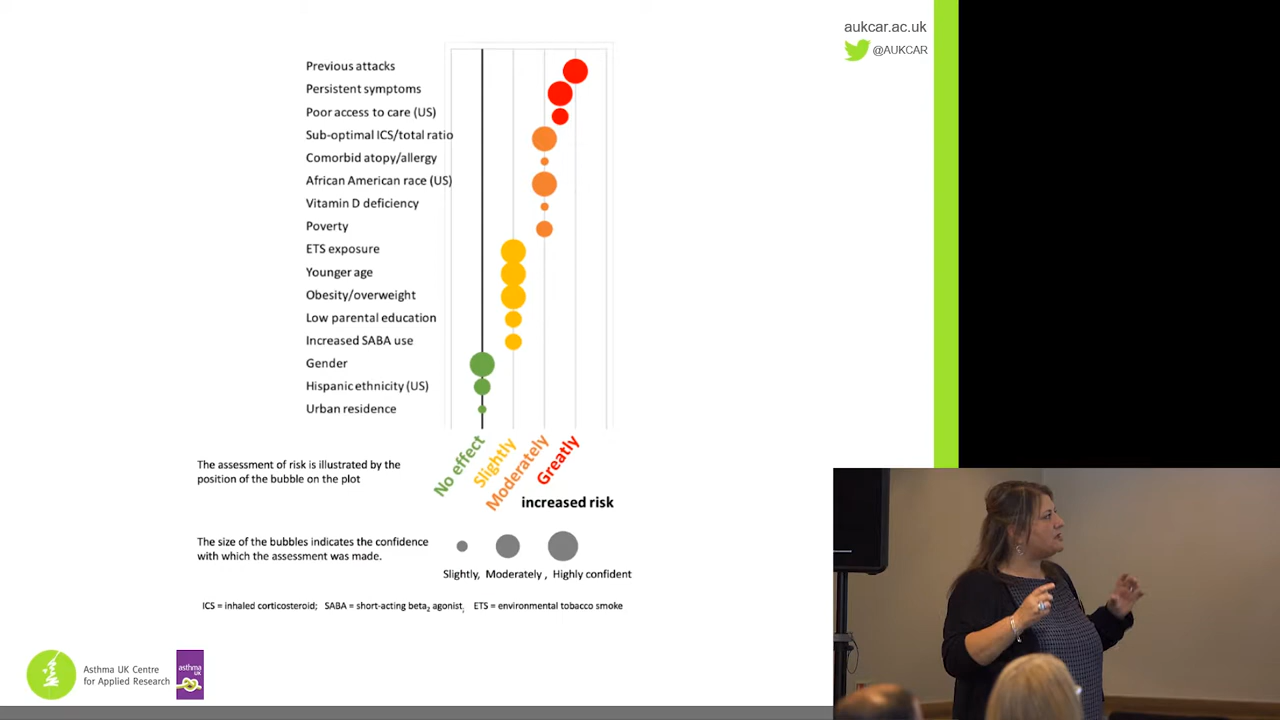 aukcar.ac.uk
@AUKCAR
Previous attacks
Persistent symptoms
Poor access to care (US)
Sub-optimal ICS/total ratio
Comorbid atopy/allergy
African American race (US)
Vitamin D deficiency
Poverty
ETS exposure
Younger age
Obesity/overweight
Low parental education
Increased SABA use
Gender
Hispanic ethnicity (US)
Urban residence
No effect
Slightly
Moderately
Greatly
increased risk
The assessment of risk is illustrated by the
position of the bubble on the plot
The size of the bubbles indicates the confidence
with which the assessment was made.
Slightly, Moderately , Highly confident
ICS = inhaled corticosteroid; SABA = short-acting beta₂ agonist; ETS = environmental tobacco smoke
Asthma UK Centre
for Applied Research
asthma
UK